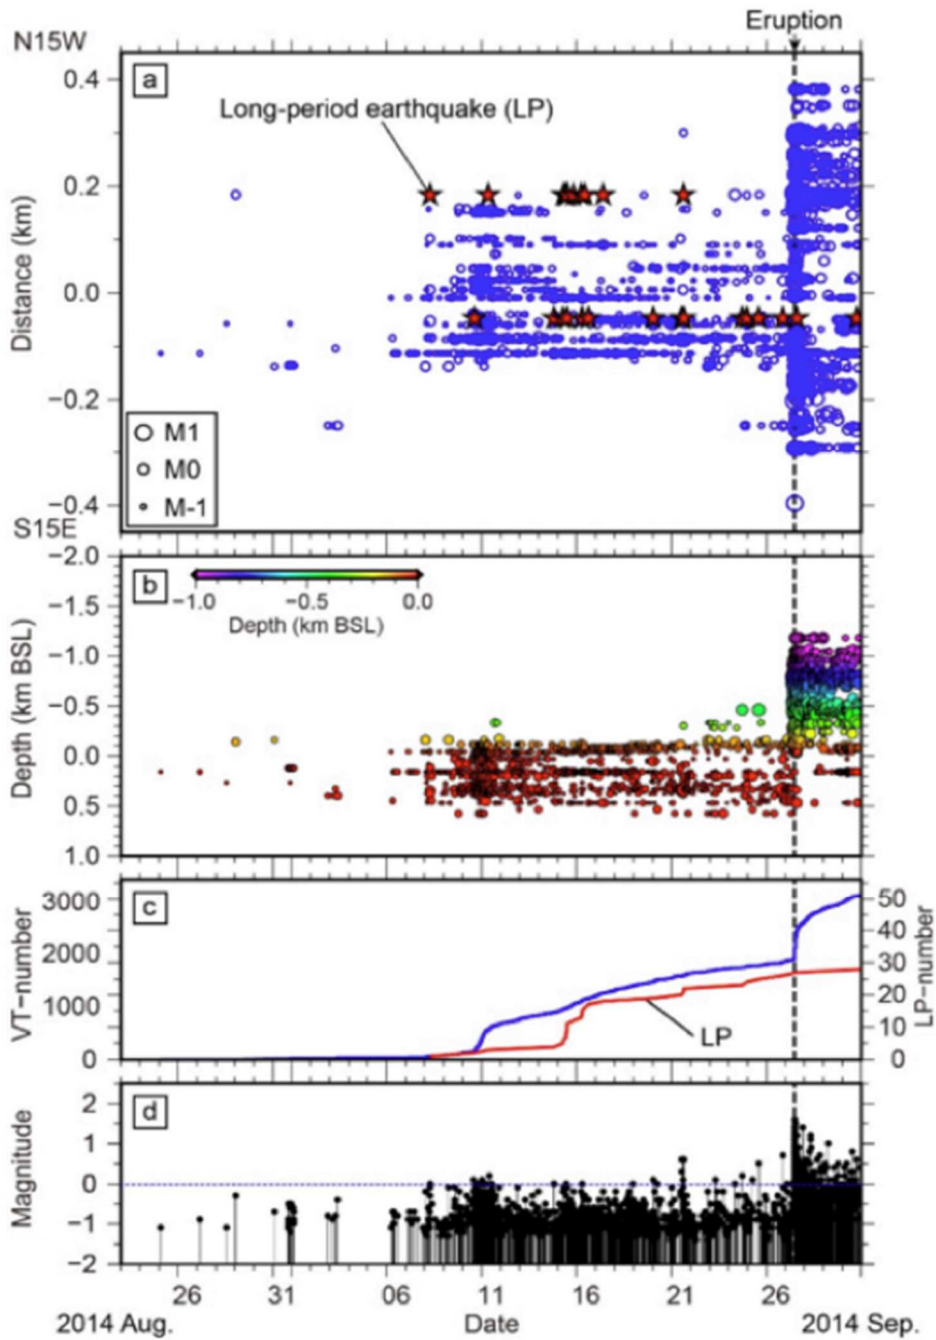 Eruption
N15W
a
0.4
Long-period earthquake (LP)
0.2
Distance (km)
0.0
−0.2
M1
M0
M-1
−0.4
S15E
−2.0
b
−1.0 −0.5 0.0
Depth (km BSL)
−1.5
−1.0
Depth (km BSL)
−0.5
0.0
0.5
1.0
c
3000 50
40
2000 30
VT−number LP−number
1000 20
10
LP
0 0
d
2
1
Magnitude
0
−1
−2
26 31 06 11 16 21 26
2014 Aug. Date 2014 Sep.